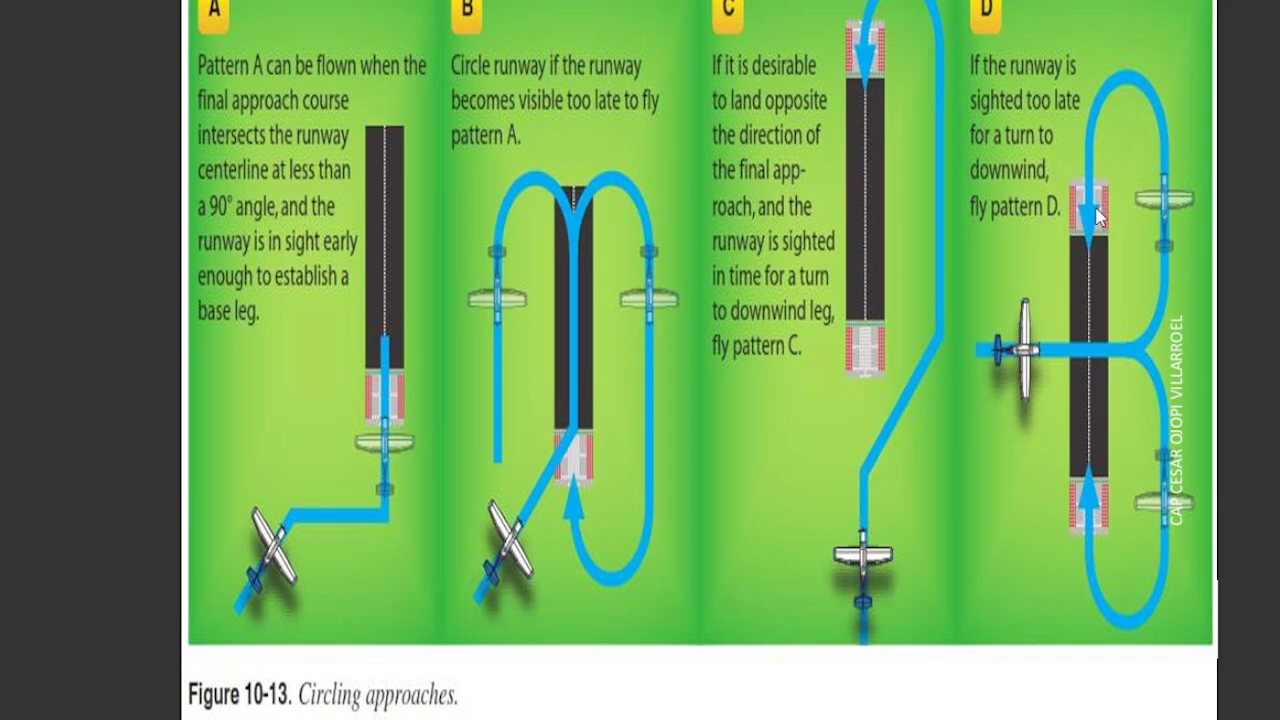 A
Pattern A can be flown when the
final approach course
intersects the runway
centerline at less than
a 90° angle, and the
runway is in sight early
enough to establish a
base leg.
B
Circle runway if the runway
becomes visible too late to fly
pattern A.
C
If it is desirable
to land opposite
the direction of
the final app-
roach, and the
runway is sighted
in time for a turn
to downwind leg,
fly pattern C.
D
If the runway is
sighted too late
for a turn to
downwind,
fly pattern D.
CAP CESAR OJOPI VILLARROEL
Figure 10-13. Circling approaches.